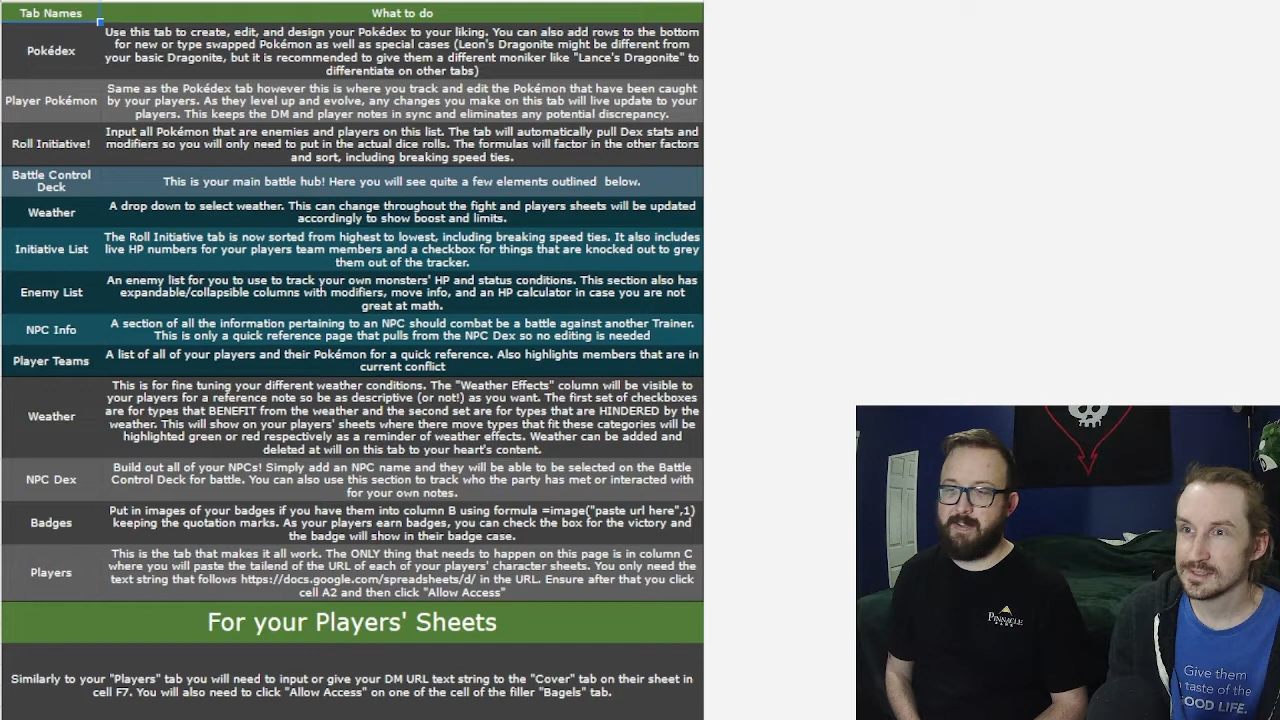 Tab Names
What to do
Pokédex
Use this tab to create, edit, and design your Pokédex to your liking. You can also add rows to the bottom
for new or type swapped Pokémon as well as special cases (Leon's Dragonite might be different from
your basic Dragonite, but it is recommended to give them a different moniker like "Lance's Dragonite" to
differentiate on other tabs)
Player Pokémon
Same as the Pokédex tab however this is where you track and edit the Pokémon that have been caught
by your players. As they level up and evolve, any changes you make on this tab will live update to your
players. This keeps the DM and player notes in sync and eliminates any potential discrepancy.
Roll Initiative!
Input all Pokémon that are enemies and players on this list. The tab will automatically pull Dex stats and
modifiers so you will only need to put in the actual dice rolls. The formulas will factor in the other factors
and sort, including breaking speed ties.
Battle Control
Deck
This is your main battle hub! Here you will see quite a few elements outlined below.
Weather
A drop down to select weather. This can change throughout the fight and players sheets will be updated
accordingly to show boost and limits.
Initiative List
The Roll Initiative tab is now sorted from highest to lowest, including breaking speed ties. It also includes
live HP numbers for your players team members and a checkbox for things that are knocked out to grey
them out of the tracker.
Enemy List
An enemy list for you to use to track your own monsters' HP and status conditions. This section also has
expandable/collapsible columns with modifiers, move info, and an HP calculator in case you are not
great at math.
NPC Info
A section of all the information pertaining to an NPC should combat be a battle against another Trainer.
This is only a quick reference page that pulls from the NPC Dex so no editing is needed
Player Teams
A list of all of your players and their Pokémon for a quick reference. Also highlights members that are in
current conflict
Weather
This is for fine tuning your different weather conditions. The "Weather Effects" column will be visible to
your players for a reference note so be as descriptive (or not!) as you want. The first set of checkboxes
are for types that BENEFIT from the weather and the second set are for types that are HINDERED by the
weather. This will show on your players' sheets where there move types that fit these categories will be
highlighted green or red respectively as a reminder of weather effects. Weather can be added and
deleted at will on this tab to your heart's content.
NPC Dex
Build out all of your NPCs! Simply add an NPC name and they will be able to be selected on the Battle
Control Deck for battle. You can also use this section to track who the party has met or interacted with
for your own notes.
Badges
Put in images of your badges if you have them into column B using formula =image("paste url here",1)
keeping the quotation marks. As your players earn badges, you can check the box for the victory and
the badge will show in their badge case.
Players
This is the tab that makes it all work. The ONLY thing that needs to happen on this page is in column C
where you will paste the tailend of the URL of each of your players' character sheets. You only need the
text string that follows https://docs.google.com/spreadsheets/d/ in the URL. Ensure after that you click
cell A2 and then click "Allow Access"
For your Players' Sheets
Similarly to your "Players" tab you will need to input or give your DM URL text string to the "Cover" tab on their sheet in
cell F7. You will also need to click "Allow Access" on one of the cell of the filler "Bagels" tab.
PINNACLE
BANK
Give them
a taste of the
GOOD LIFE.